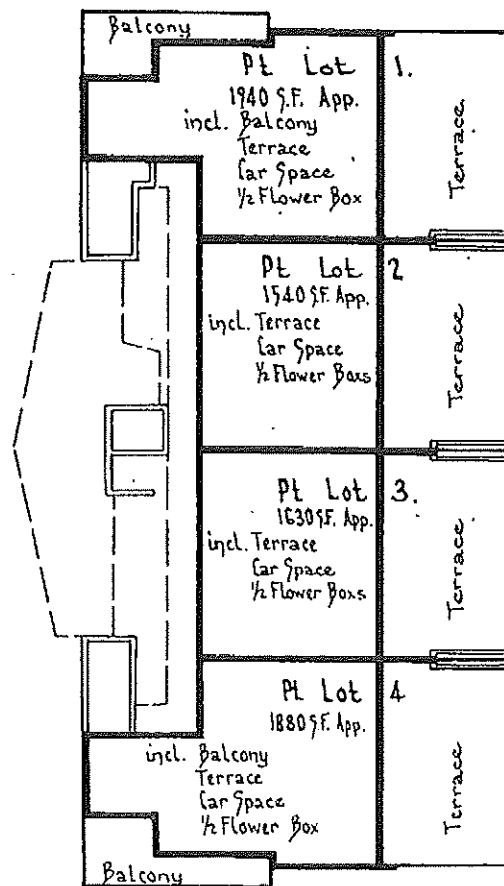 Balcony
Pt Lot 1.
1940 S.F. App.
incl. Balcony
Terrace
Car Space
1/2 Flower Box
Terrace
Pt Lot 2
1540 S.F. App.
incl. Terrace
Car Space
1/2 Flower Boxs
Terrace
Pt Lot 3.
1630 S.F. App.
incl. Terrace
Car Space
1/2 Flower Boxs
Terrace
Pt Lot 4
1880 S.F. App.
incl. Balcony
Terrace
Car Space
1/2 Flower Box
Terrace
Balcony